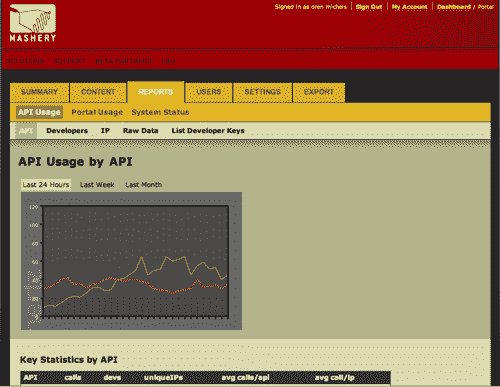 Signed in as oren michels Sign Out My Account Dashboard / Portal
MASHERY
SUMMARY CONTENT REPORTS USERS SETTINGS EXPORT
API Usage Portal Usage System Status
API Developers IP Raw Data List Developer Keys
API Usage by API
Last 24 Hours Last Week Last Month
120
100
80
60
40
20
0
Key Statistics by API
API calls devs uniqueIPs avg calls/api avg call/ip